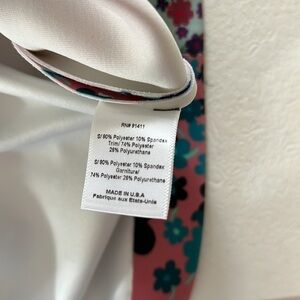 RN# 91411
S/ 90% Polyester 10% Spandex
Trim/ 74% Polyester
26% Polyurethane
S/ 90% Polyester 10% Spandex
Garniture/
74% Polyester 26% Polyurethane
MADE IN U.S.A
Fabrique aux Etats-Unis